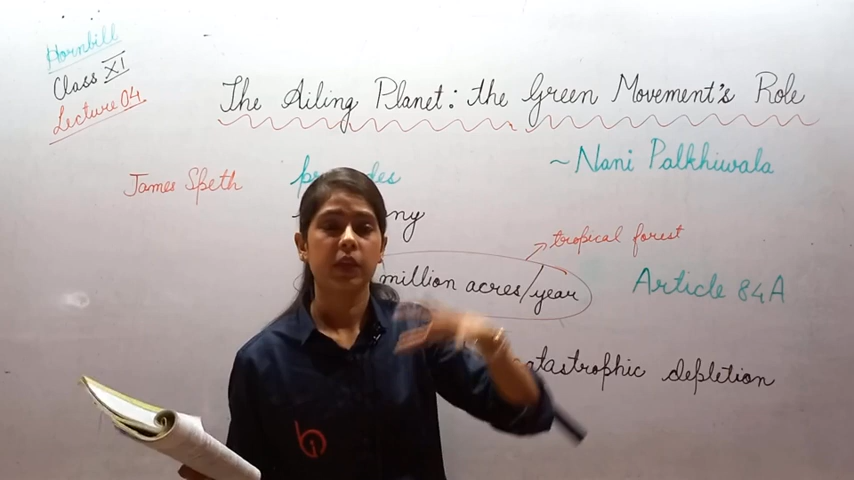 Hornbill
Class XI
Lecture 04
The Ailing Planet: the Green Movement's Role
~Nani Palkhiwala
James Speth
tropical forest
million acres/year
Article 84A
catastrophic depletion